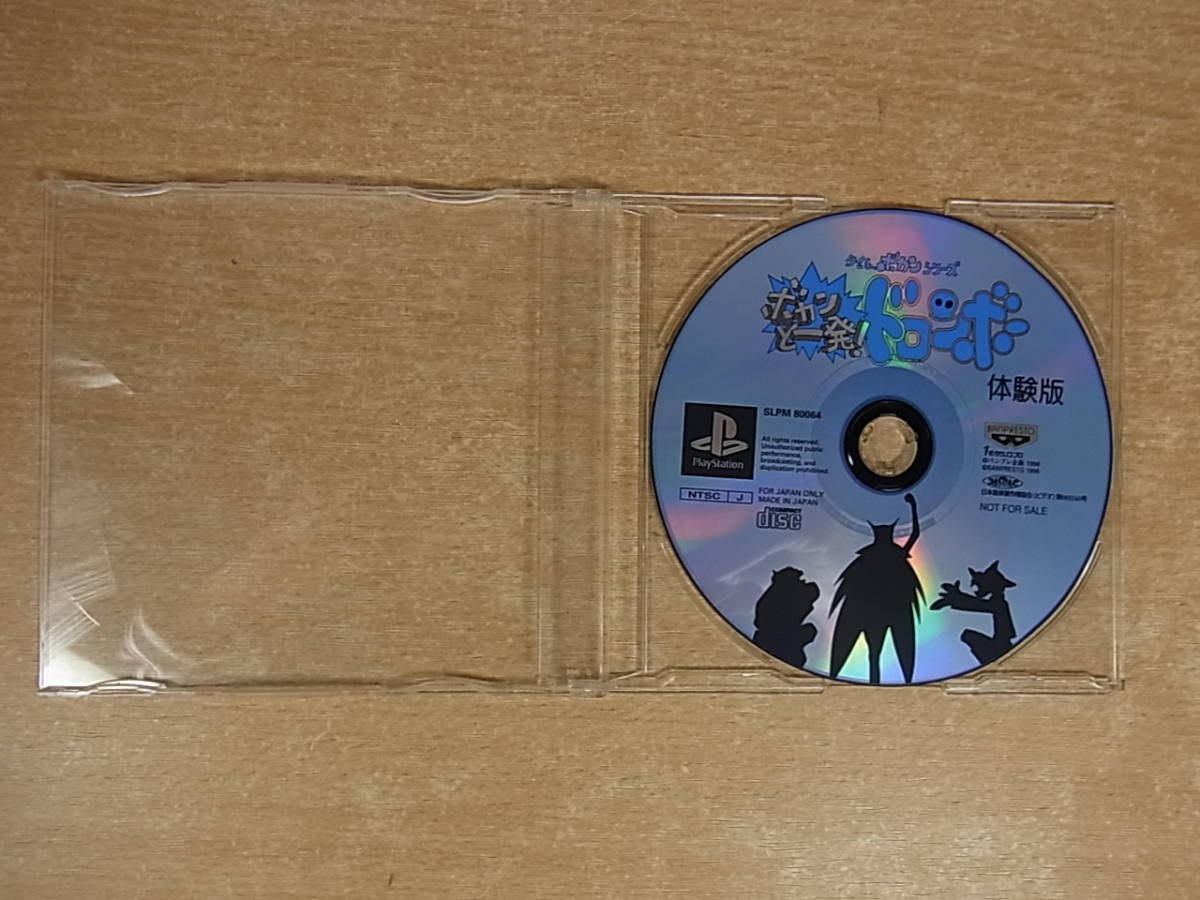 タイムボカンシリーズ
ボカンと一発!
ドロンボー
体験版
PlayStation
SLPM 80064
All rights reserved.
Unauthorized public
performance,
broadcasting, and
duplication prohibited.
NTSC J
FOR JAPAN ONLY
MADE IN JAPAN
COMPACT
disc
BANPRESTO
©BANPRESTO 1996
NOT FOR SALE